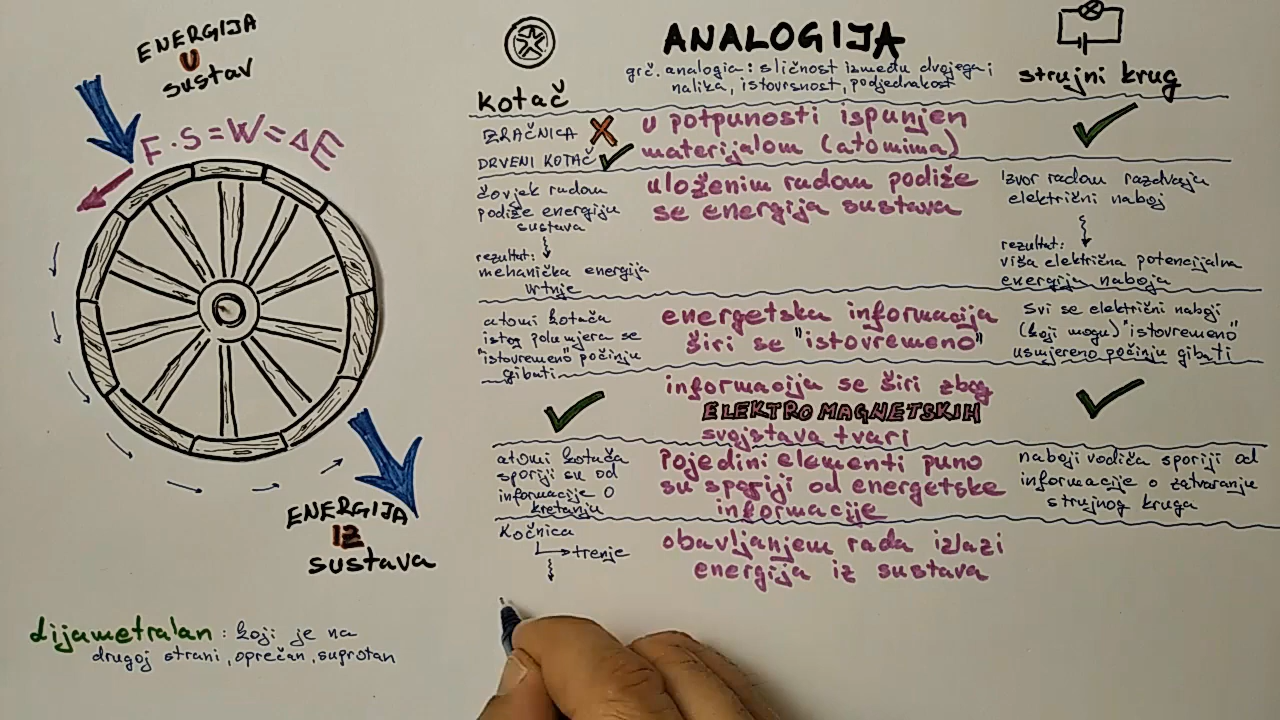 ENERGIJA
U
sustav
F·S=W=ΔE
ENERGIJA
IZ
sustava
dijametralan: koji je na
drugoj strani, oprečan, suprotan
ANALOGIJA
grč. analogia: sličnost između dvojega;
nalika, istovrsnost, podjednakost
kotač
strujni krug
ZRAČNICA
DRVENI KOTAČ
u potpunosti ispunjen
materijalom (atomima)
čovjek radom
podiže energiju
sustava
rezultat:
mehanička energija
vrtnje
uloženim radom podiže
se energija sustava
Izvor radom razdvaja
električni naboj
rezultat:
viša električna potencijalna
energija naboja
atomi kotača
istog polumjera se
"istovremeno" počinju
gibati
energetska informacija
širi se "istovremeno"
Svi se električni naboji
(koji mogu) "istovremeno"
usmjereno počinju gibati
informacija se širi zbog
ELEKTROMAGNETSKIH
svojstava tvari
atomi kotača
sporiji su od
informacije o
kretanju
Pojedini elementi puno
su sporiji od energetske
informacije
naboji vodiča sporiji od
informacije o zatvaranju
strujnog kruga
kočnica
trenje
obavljanjem rada izlazi
energija iz sustava